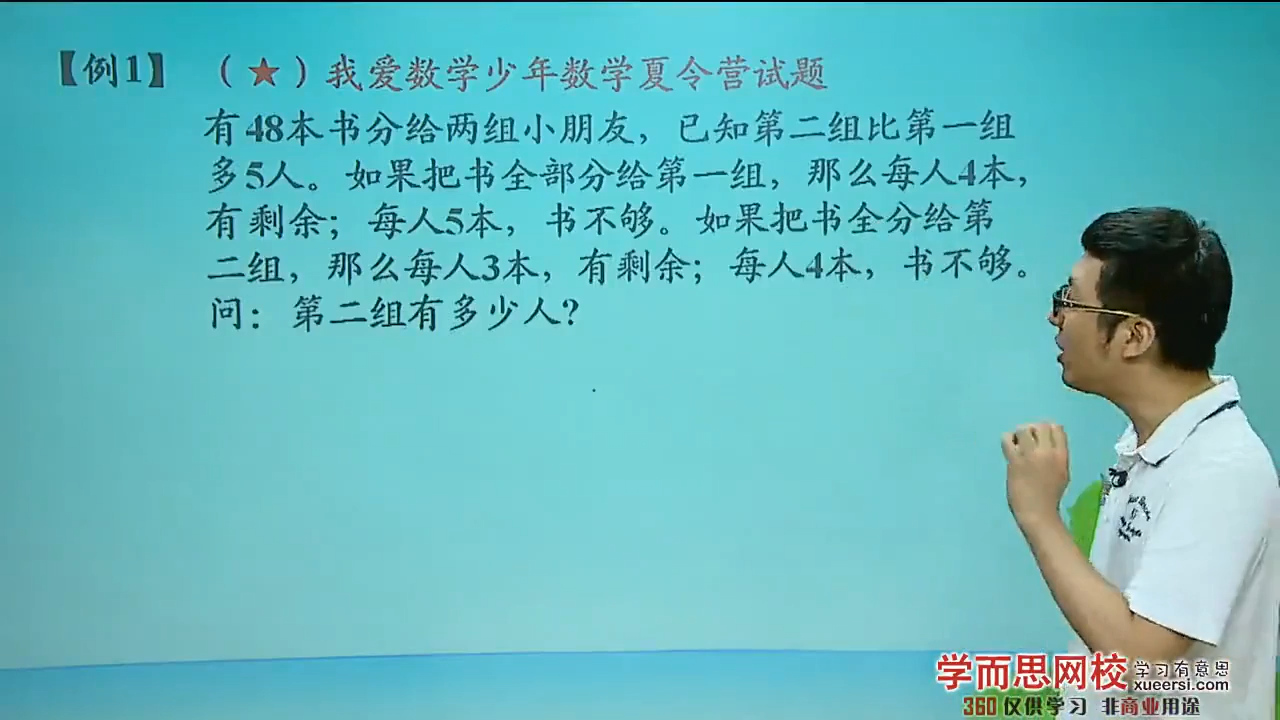 【例1】 （★）我爱数学少年数学夏令营试题
有48本书分给两组小朋友，已知第二组比第一组
多5人。如果把书全部分给第一组，那么每人4本，
有剩余；每人5本，书不够。如果把书全分给第
二组，那么每人3本，有剩余；每人4本，书不够。
问：第二组有多少人？
学而思网校 学习有意思
xueersi.com
360仅供学习 非商业用途